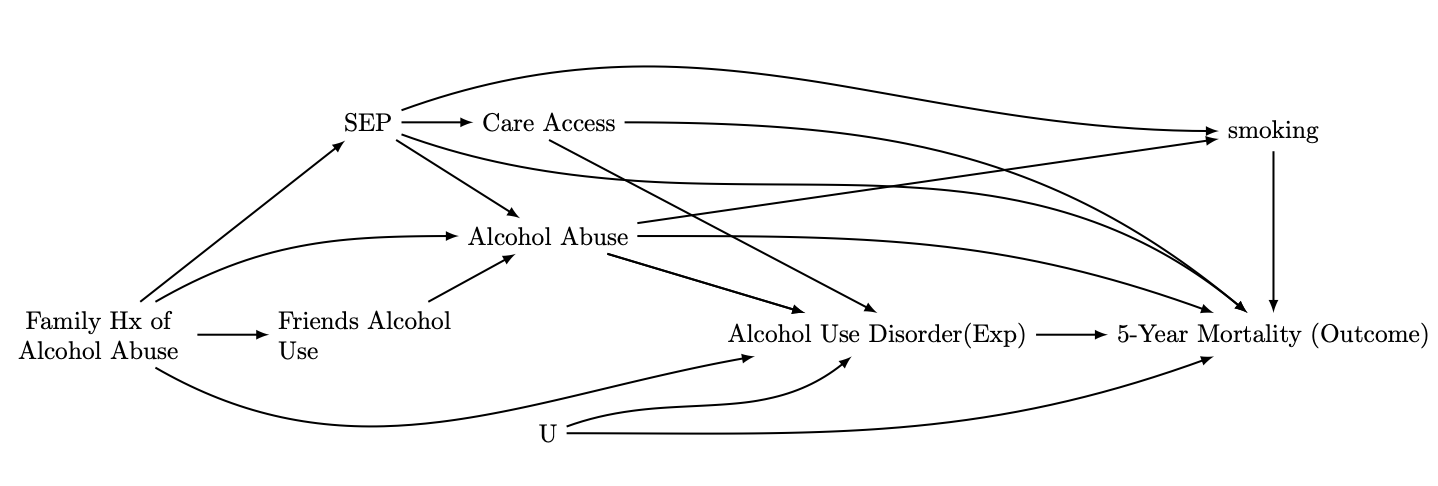 SEP
Care Access
smoking
Alcohol Abuse
Family Hx of
Alcohol Abuse
Friends Alcohol
Use
Alcohol Use Disorder(Exp)
5-Year Mortality (Outcome)
U